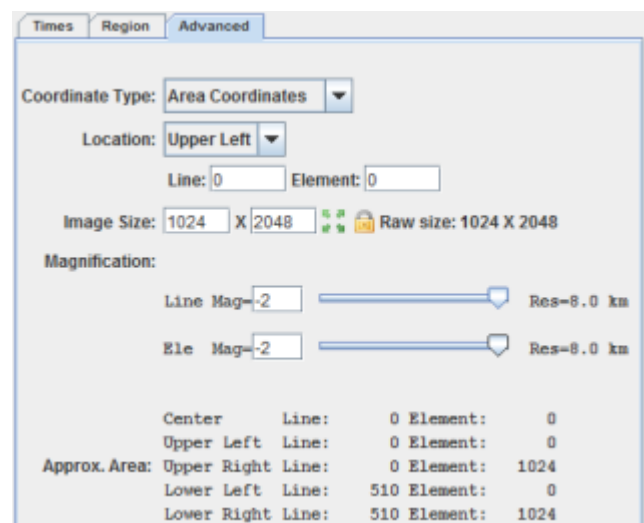 Times Region Advanced
Coordinate Type: Area Coordinates
Location: Upper Left
Line: 0 Element: 0
Image Size: 1024 X 2048 Raw size: 1024 X 2048
Magnification:
Line Mag=-2 Res=8.0 km
Ele Mag=-2 Res=8.0 km
Center Line: 0 Element: 0
Upper Left Line: 0 Element: 0
Approx. Area: Upper Right Line: 0 Element: 1024
Lower Left Line: 510 Element: 0
Lower Right Line: 510 Element: 1024